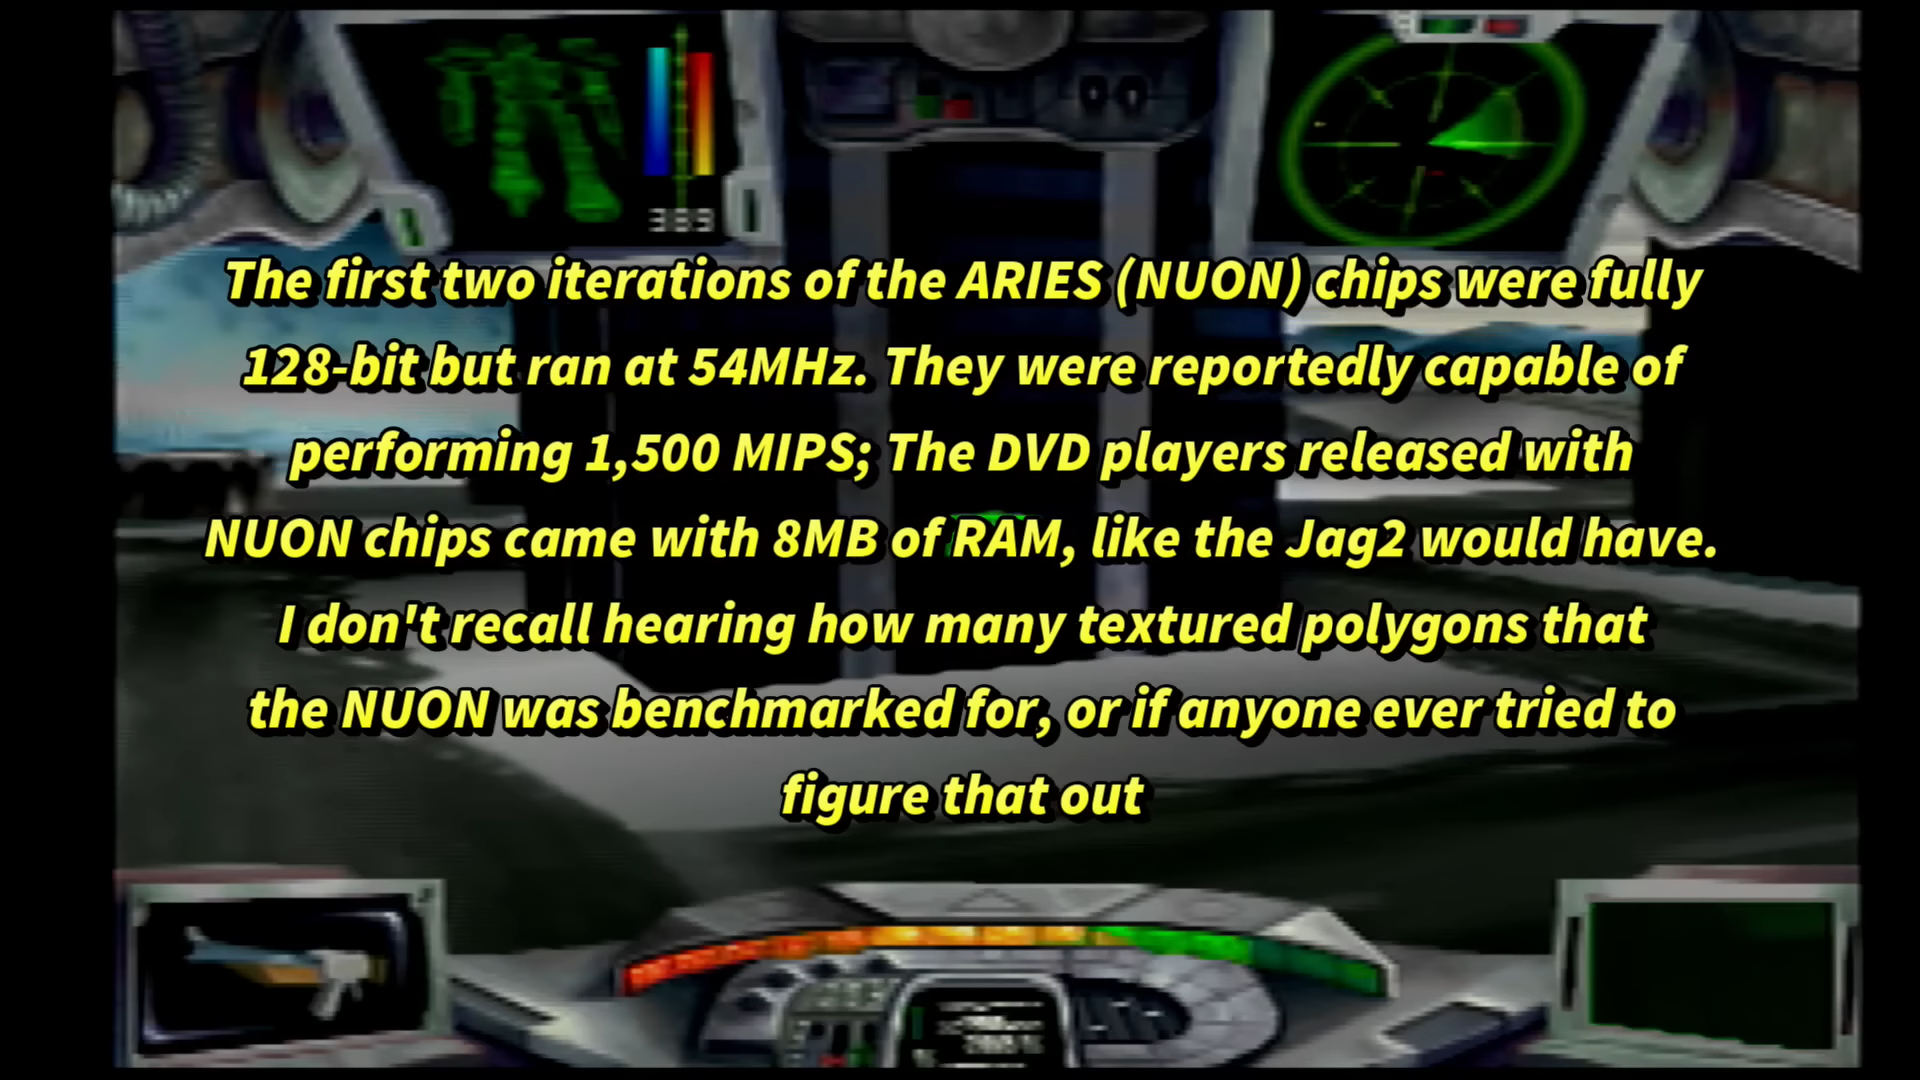 389
The first two iterations of the ARIES (NUON) chips were fully
128-bit but ran at 54MHz. They were reportedly capable of
performing 1,500 MIPS; The DVD players released with
NUON chips came with 8MB of RAM, like the Jag2 would have.
I don't recall hearing how many textured polygons that
the NUON was benchmarked for, or if anyone ever tried to
figure that out